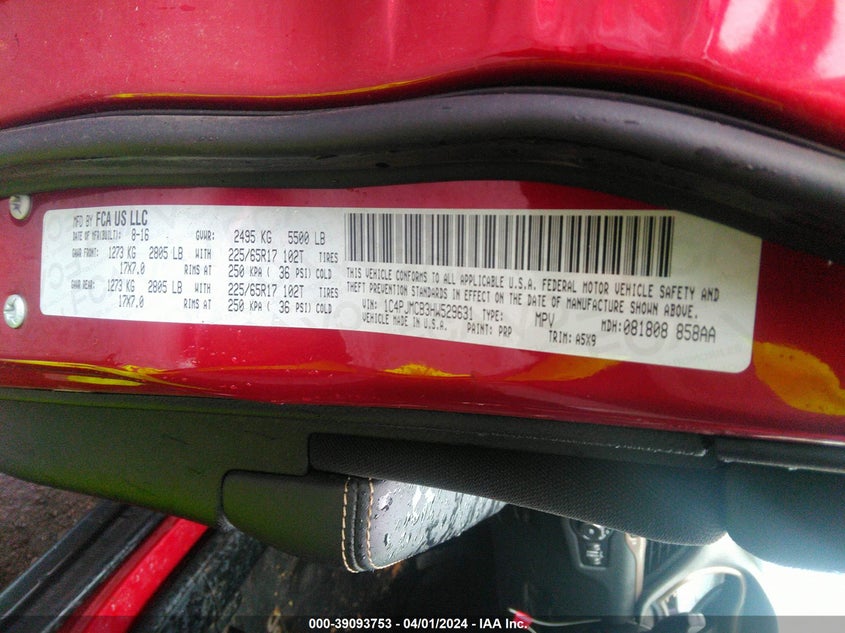 MFD BY FCA US LLC
DATE OF MFR(BUILT): 8-16 GVWR: 2495 KG 5500 LB
GAWR FRONT: 1273 KG 2805 LB WITH 225/65R17 102T TIRES
17X7.0 RIMS AT 250 KPA ( 36 PSI) COLD
GAWR REAR: 1273 KG 2805 LB WITH 225/65R17 102T TIRES
17X7.0 RIMS AT 250 KPA ( 36 PSI) COLD
THIS VEHICLE CONFORMS TO ALL APPLICABLE U.S.A. FEDERAL MOTOR VEHICLE SAFETY AND
THEFT PREVENTION STANDARDS IN EFFECT ON THE DATE OF MANUFACTURE SHOWN ABOVE.
VIN: 1C4PJMCB3HW529631 TYPE: MPV MDH: 081808 858AA
VEHICLE MADE IN U.S.A. PAINT: PRP TRIM: A5X9
000-39093753 / 04/01/2024 - IAA Inc.